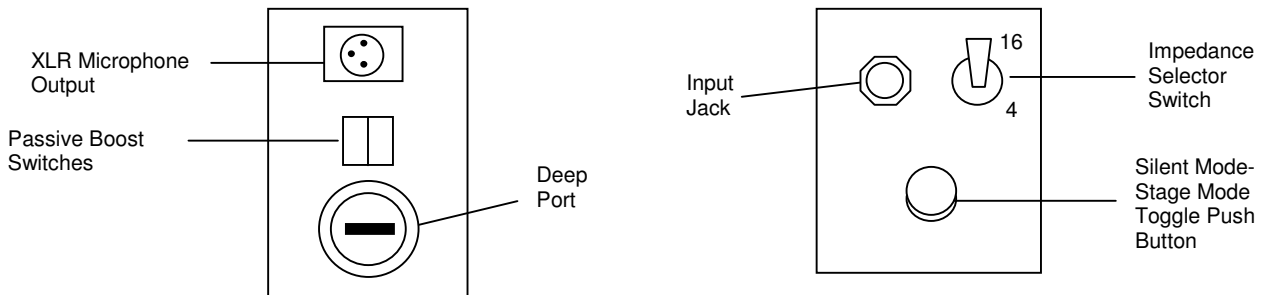 XLR Microphone
Output
Passive Boost
Switches
Deep
Port
Input
Jack
16
4
Impedance
Selector
Switch
Silent Mode-
Stage Mode
Toggle Push
Button